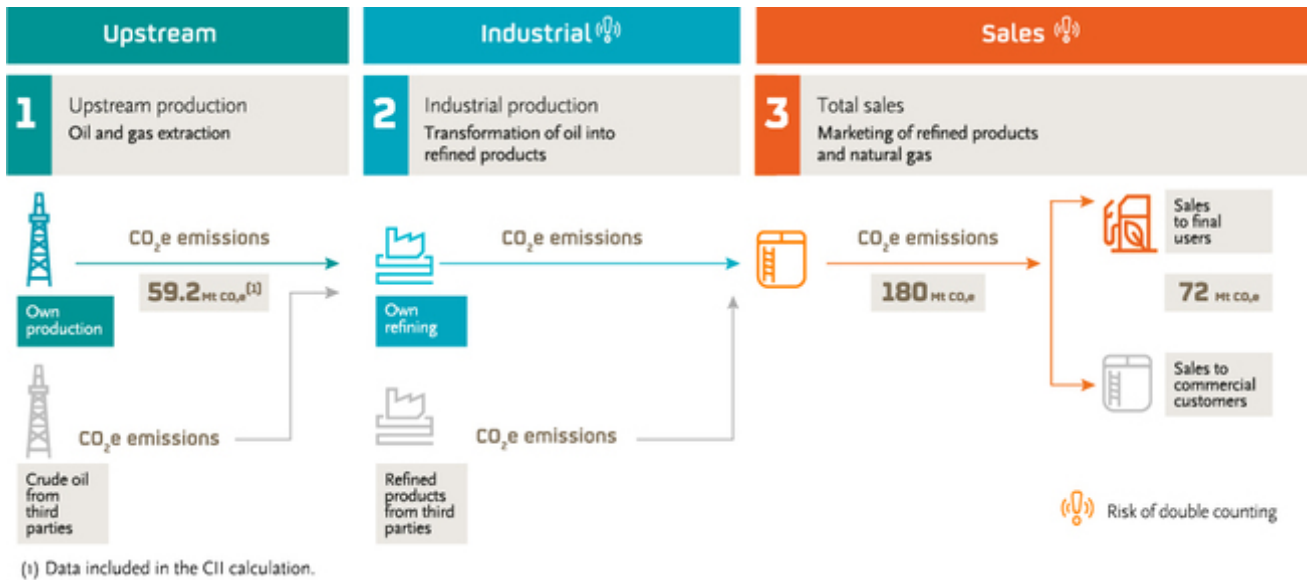 Upstream
Industrial
Sales
1
Upstream production
Oil and gas extraction
2
Industrial production
Transformation of oil into
refined products
3
Total sales
Marketing of refined products
and natural gas
CO₂e emissions
59.2 Mt CO₂e(1)
Own
production
CO₂e emissions
Crude oil
from
third
parties
CO₂e emissions
Own
refining
CO₂e emissions
Refined
products
from third
parties
CO₂e emissions
180 Mt CO₂e
Sales
to final
users
72 Mt CO₂e
Sales to
commercial
customers
Risk of double counting
(1) Data included in the CII calculation.